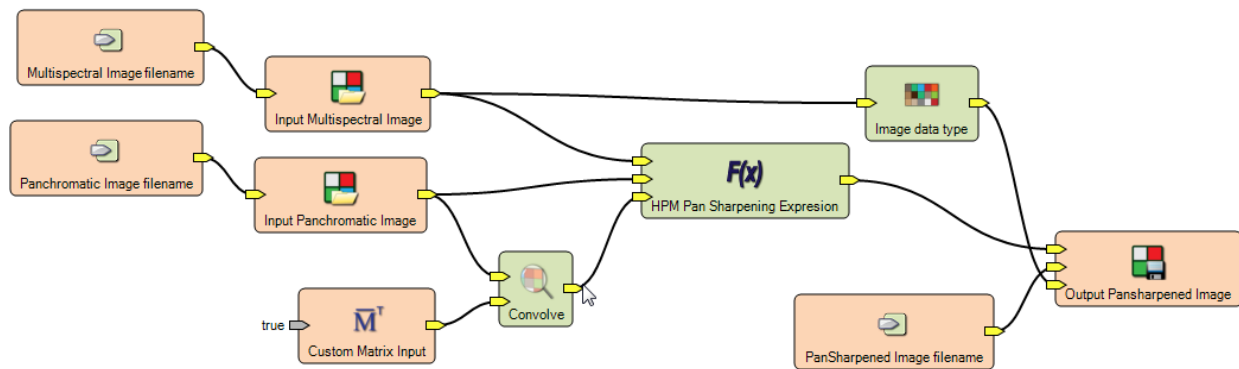 Multispectral Image filename
Input Multispectral Image
Image data type
Panchromatic Image filename
Input Panchromatic Image
F(x)
HPM Pan Sharpening Expresion
Convolve
true
M T
Custom Matrix Input
Output Pansharpened Image
PanSharpened Image filename